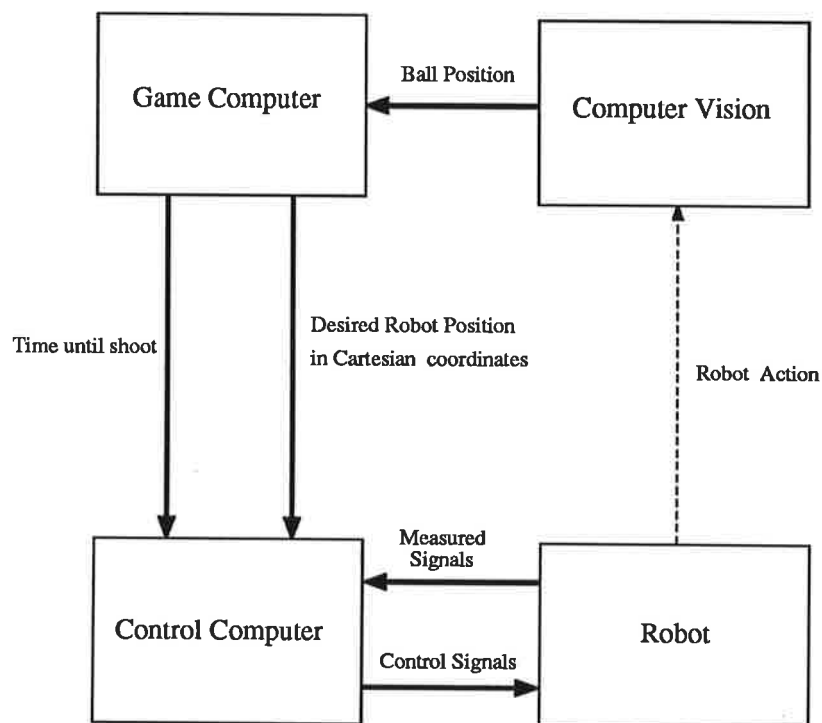 Ball Position
Game Computer
Computer Vision
Time until shoot
Desired Robot Position
in Cartesian coordinates
Robot Action
Measured
Signals
Control Computer
Robot
Control Signals